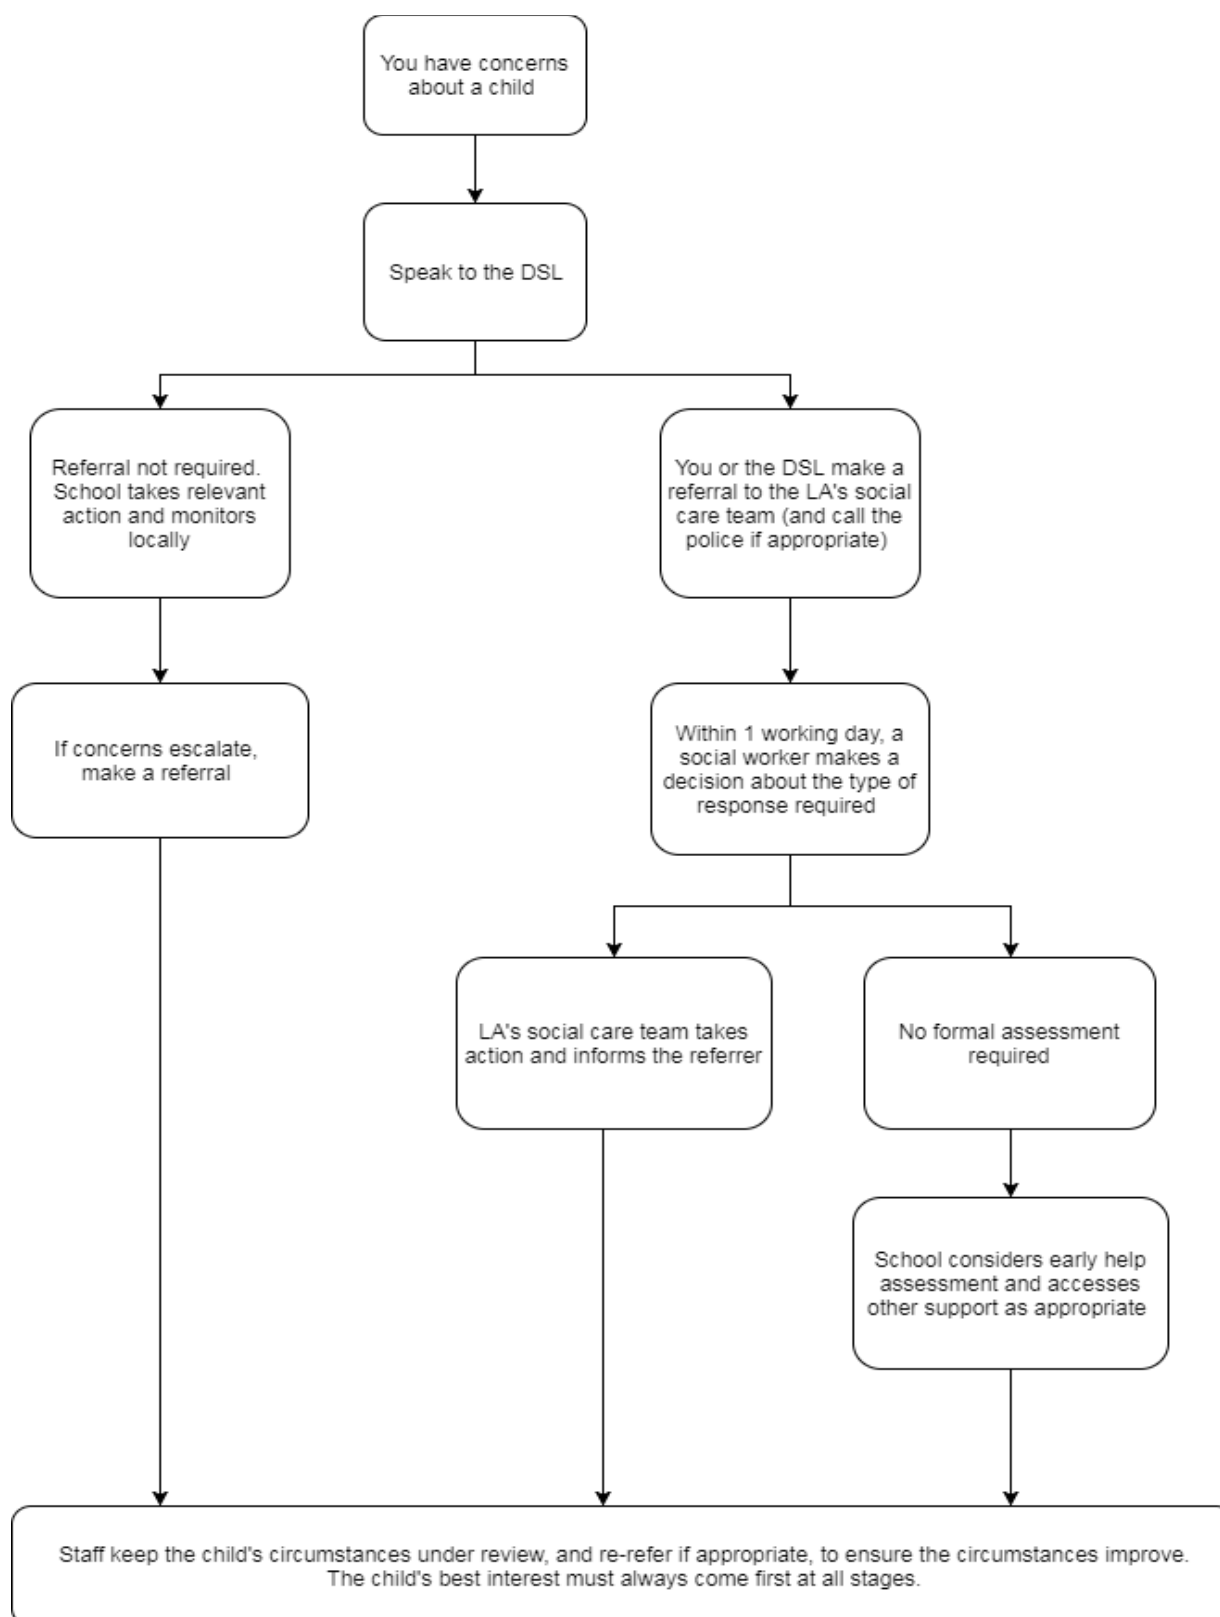 You have concerns
about a child
Speak to the DSL
Referral not required.
School takes relevant
action and monitors
locally
You or the DSL make a
referral to the LA's social
care team (and call the
police if appropriate)
If concerns escalate,
make a referral
Within 1 working day, a
social worker makes a
decision about the type of
response required
LA's social care team takes
action and informs the referrer
No formal assessment
required
School considers early help
assessment and accesses
other support as appropriate
Staff keep the child's circumstances under review, and re-refer if appropriate, to ensure the circumstances improve.
The child's best interest must always come first at all stages.